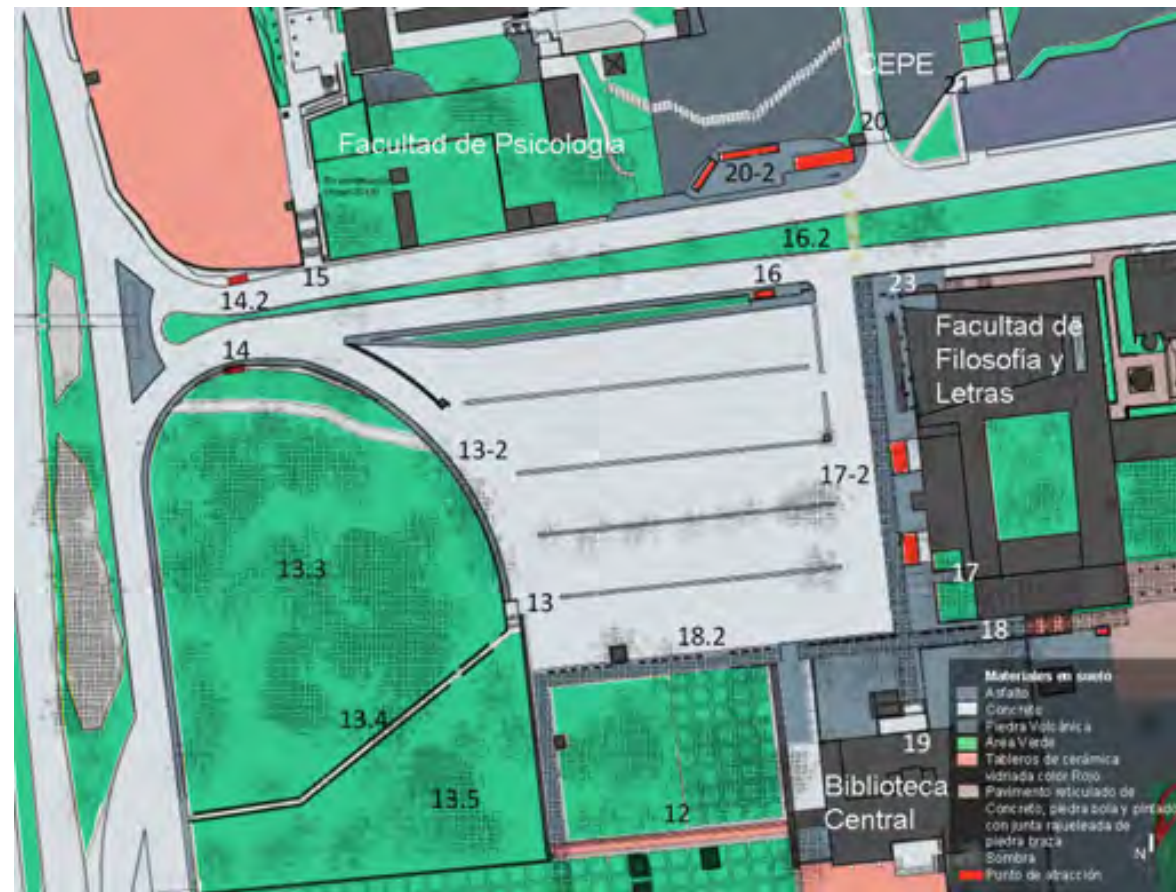 CEPE
21
20
Facultad de Psicología
20-2
16.2
15
14.2
16
23
Facultad de
Filosofía y
Letras
14
13-2
17-2
13.3
13
17
18
18.2
13.4
19
13.5
12
Biblioteca
Central
Materiales en suelo
Asfalto
Concreto
Piedra Volcánica
Area Verde
Tableros de cerámica
vidriada color Rojo
Pavimento reticulado de
Concreto, piedra bola y pintado
con junta rajueleada de
piedra braza
Sombra
Punto de atracción
N